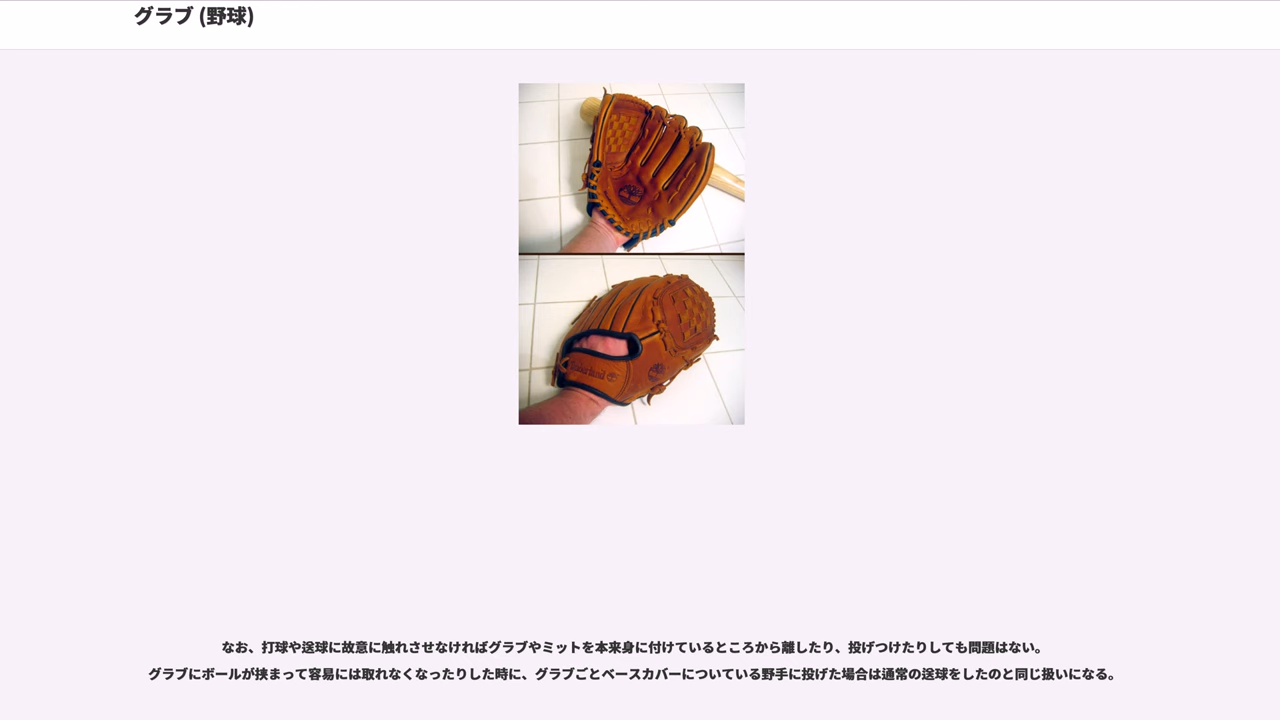 グラブ (野球)
なお、打球や送球に故意に触れさせなければグラブやミットを本来身に付けているところから離したり、投げつけたりしても問題はない。
グラブにボールが挟まって容易には取れなくなったりした時に、グラブごとベースカバーについている野手に投げた場合は通常の送球をしたのと同じ扱いになる。